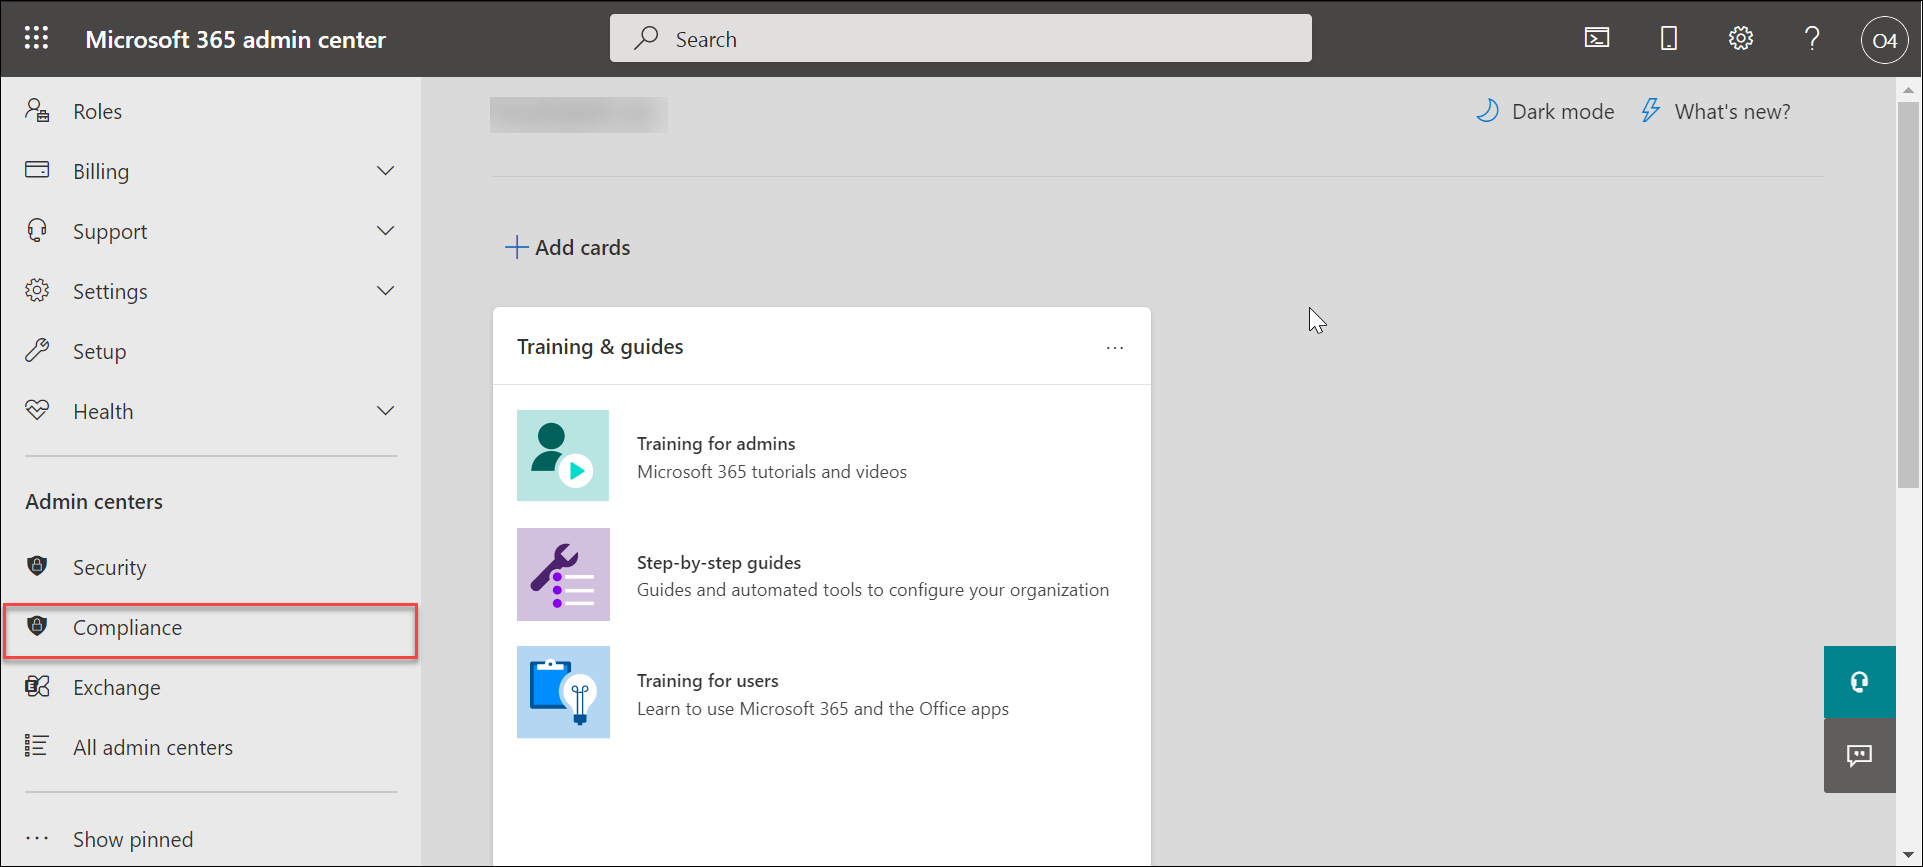 Microsoft 365 admin center
Search
O4
Roles
Billing
Support
Settings
Setup
Health
Admin centers
Security
Compliance
Exchange
All admin centers
Show pinned
Dark mode
What's new?
Add cards
Training & guides
Training for admins
Microsoft 365 tutorials and videos
Step-by-step guides
Guides and automated tools to configure your organization
Training for users
Learn to use Microsoft 365 and the Office apps